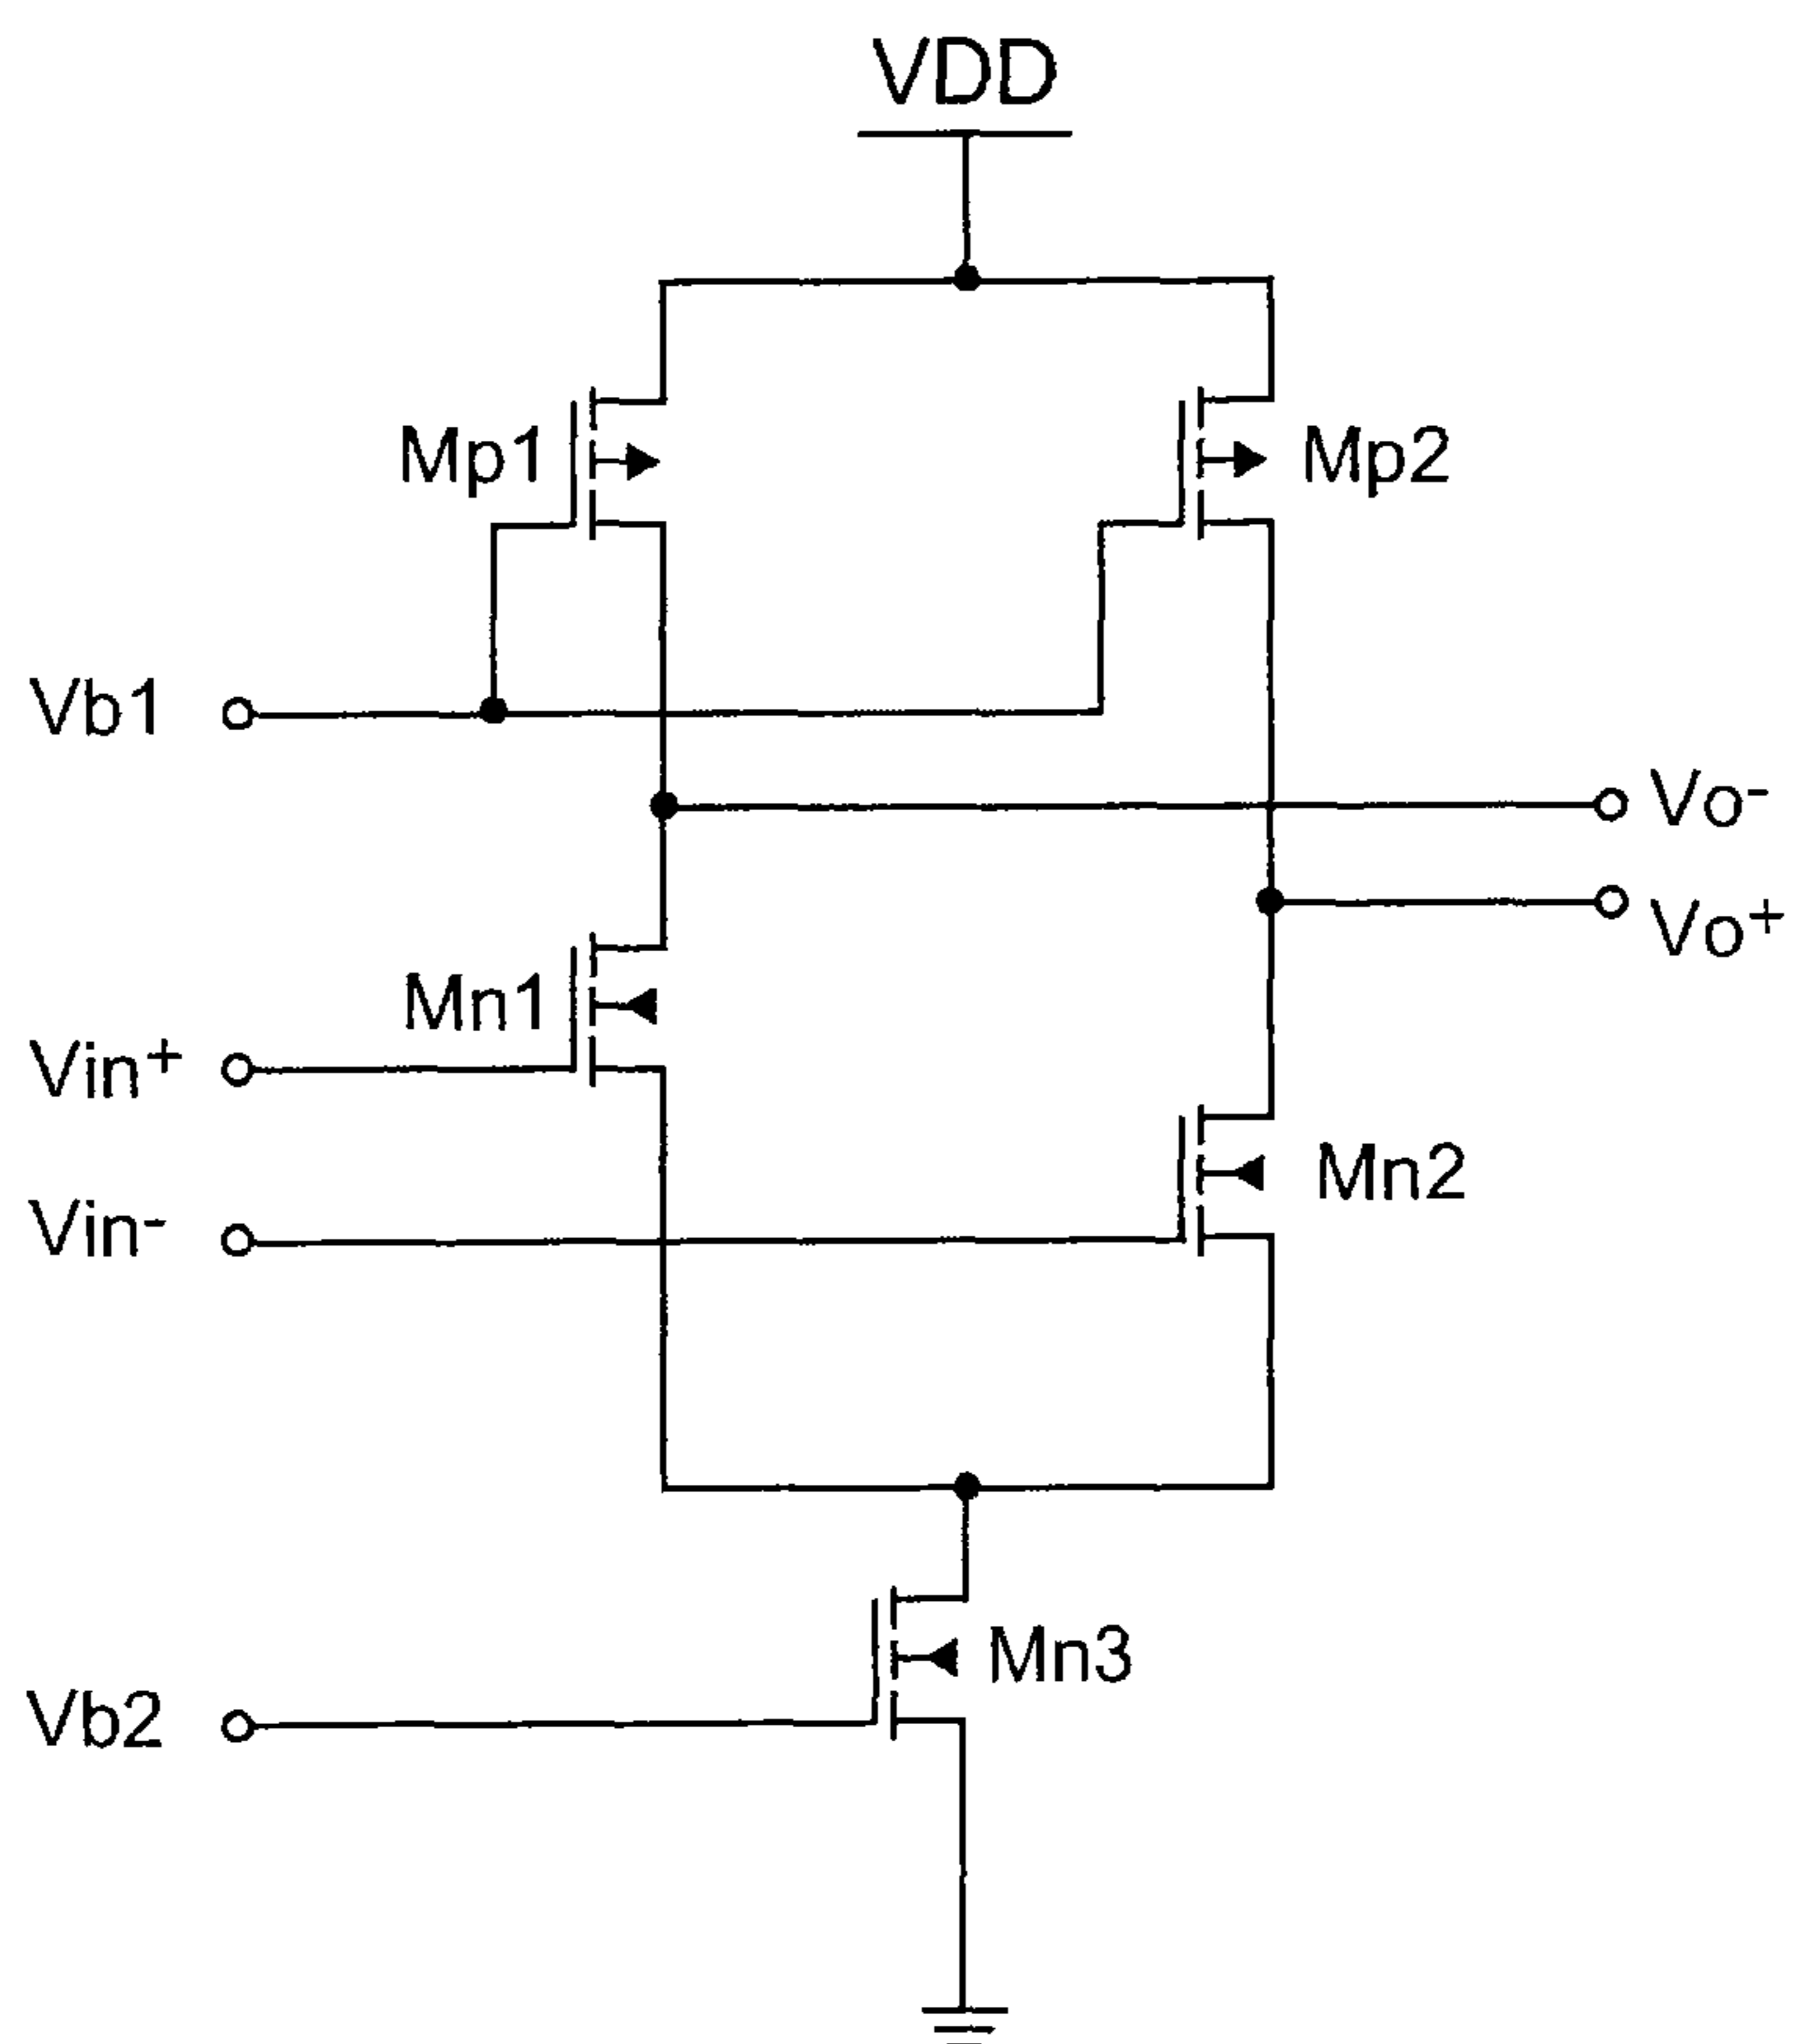 VDD
Mp1
Mp2
Vb1
Vo-
Vo+
Mn1
Vin+
Mn2
Vin-
Mn3
Vb2